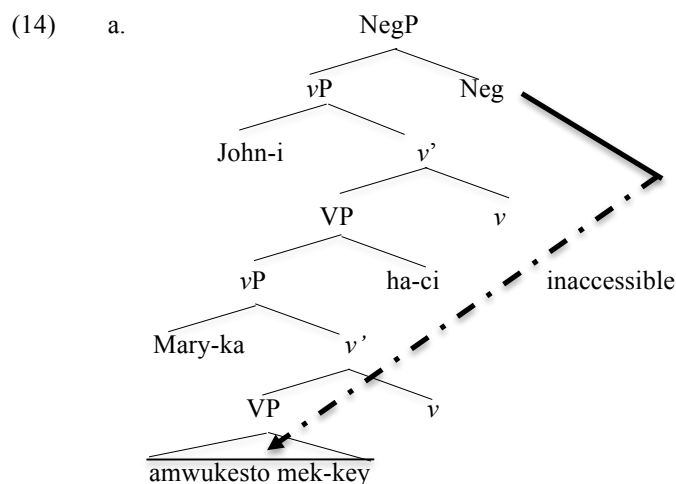 (14) a. NegP
vP Neg
John-i v'
VP v
vP ha-ci inaccessible
Mary-ka v'
VP v
amwukesto mek-key